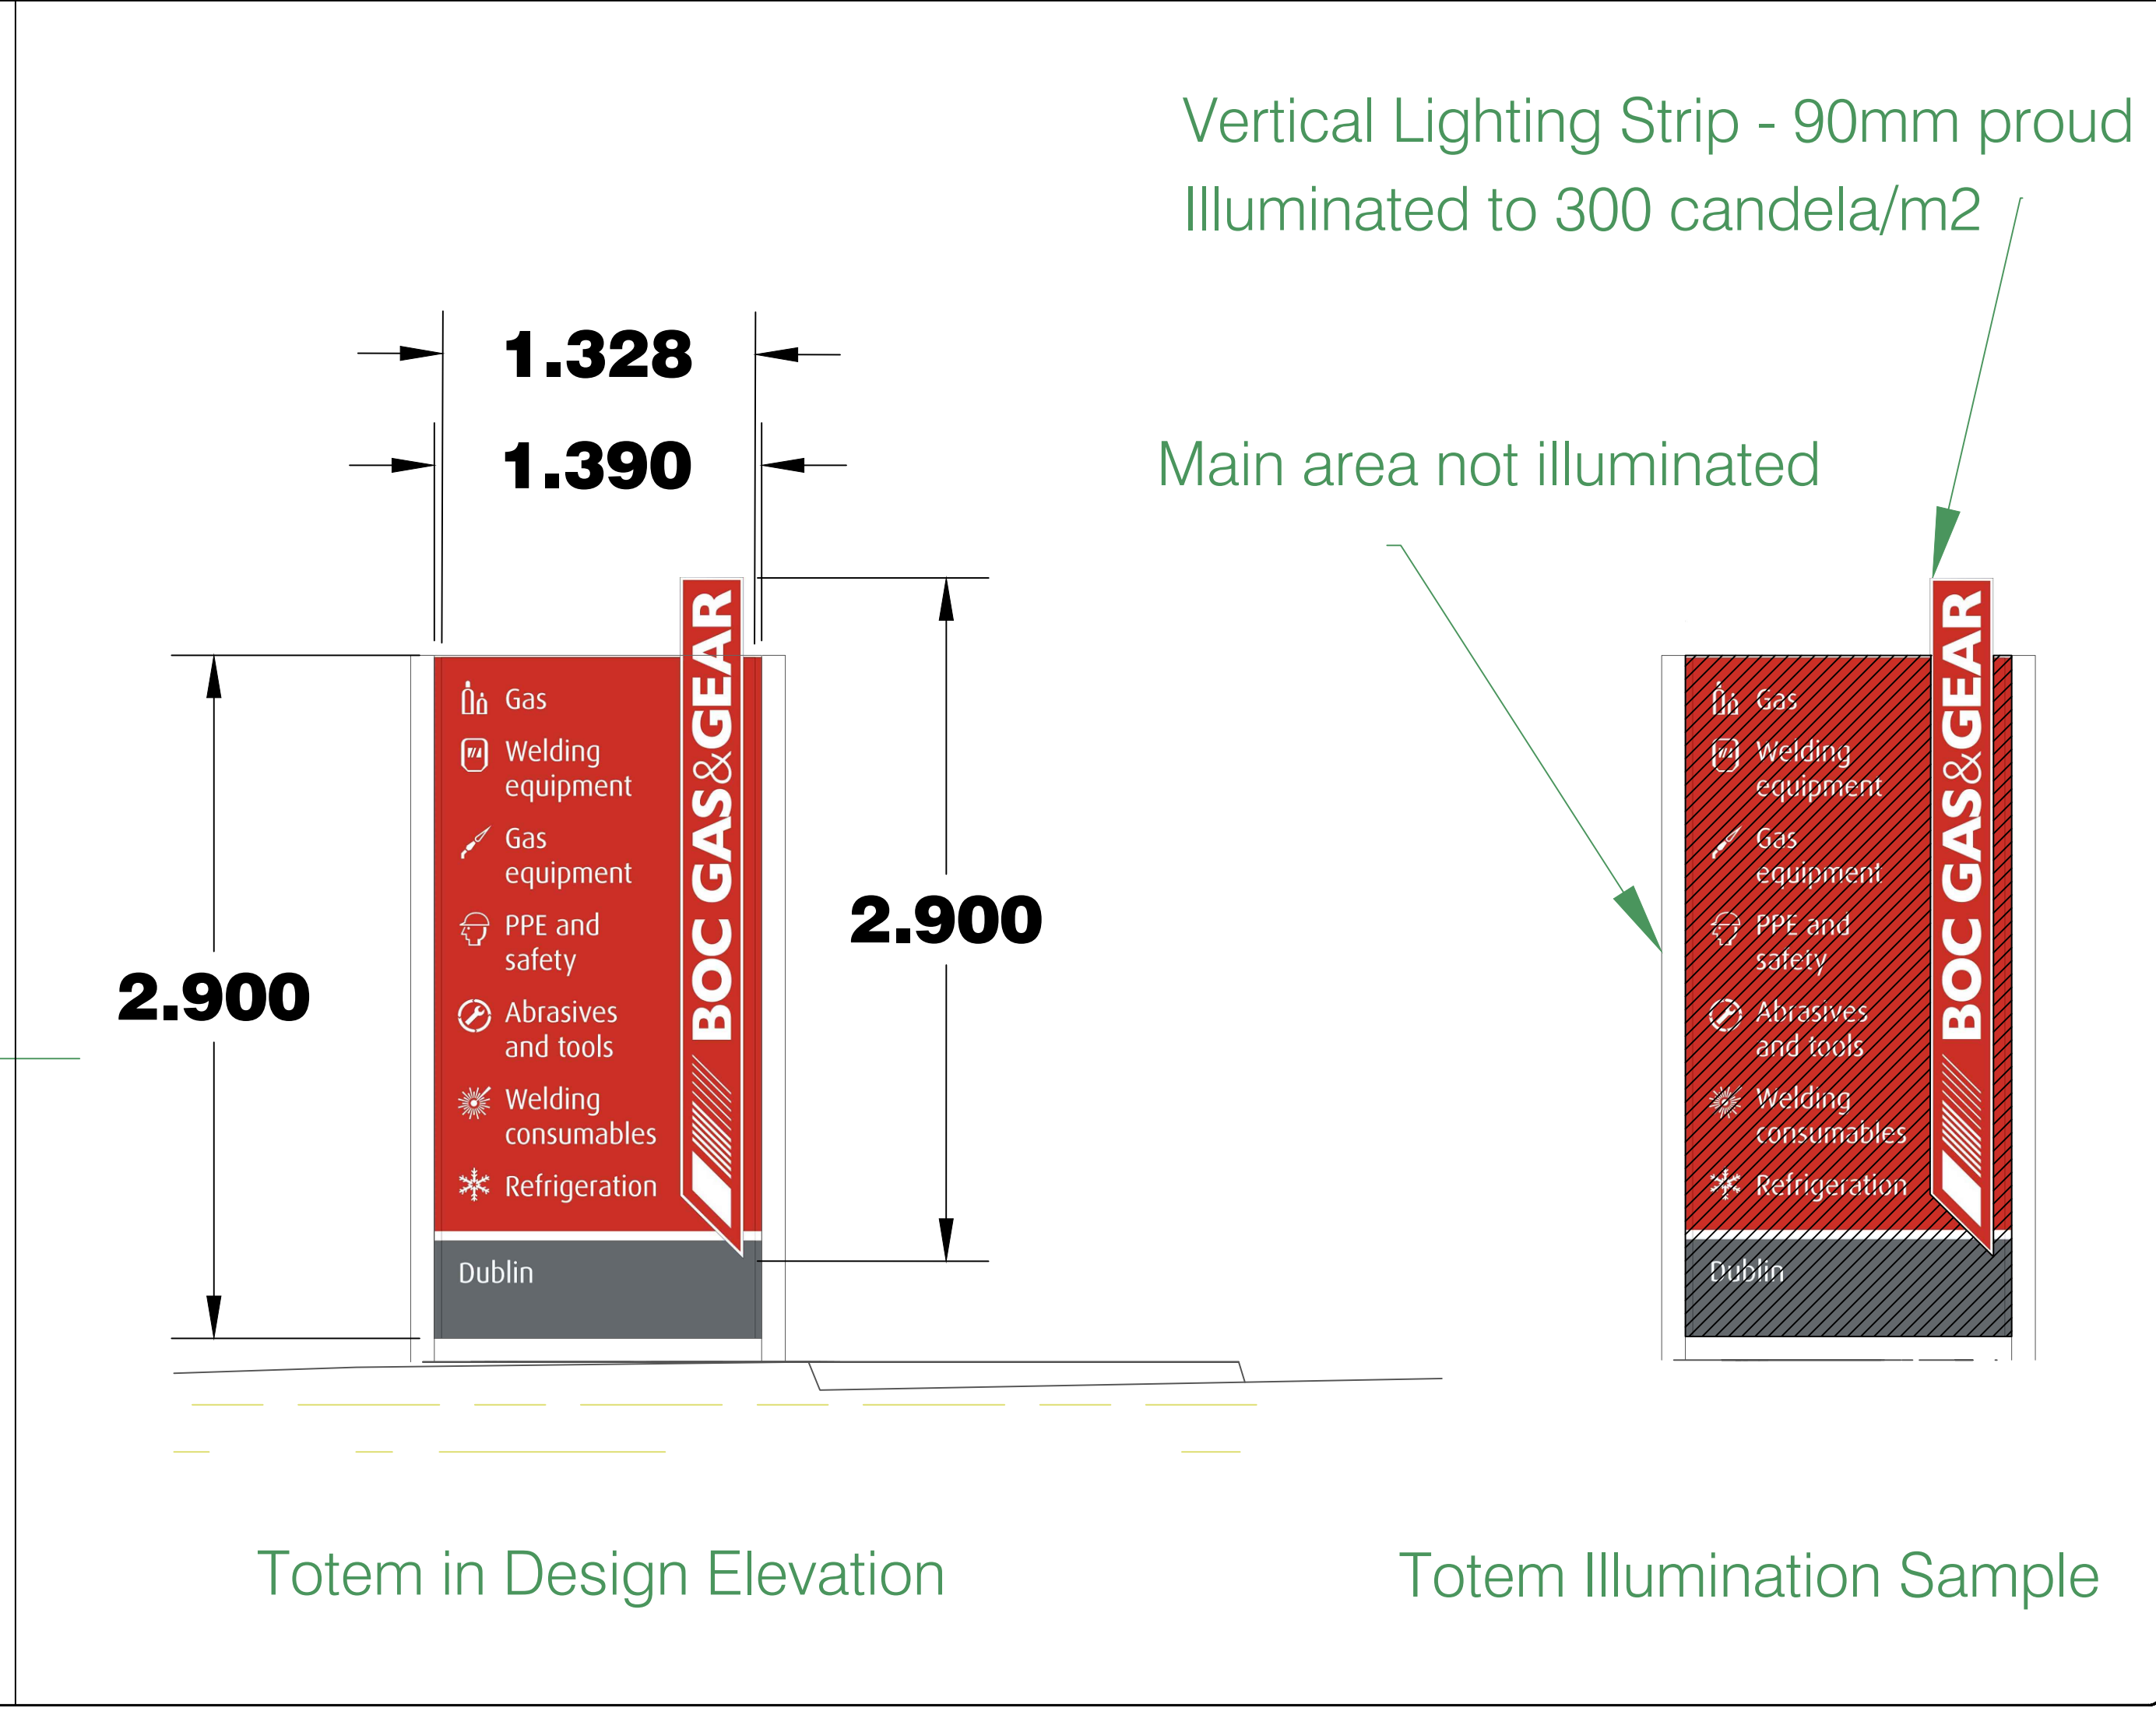 Vertical Lighting Strip - 90mm proud
Illuminated to 300 candela/m2
1.328
1.390
Main area not illuminated
2.900
2.900
Gas
Welding
equipment
Gas
equipment
PPE and
safety
Abrasives
and tools
Welding
consumables
Refrigeration
Dublin
BOC GAS&GEAR
Gas
Welding
equipment
Gas
equipment
PPE and
safety
Abrasives
and tools
Welding
consumables
Refrigeration
Dublin
BOC GAS&GEAR
Totem in Design Elevation
Totem Illumination Sample